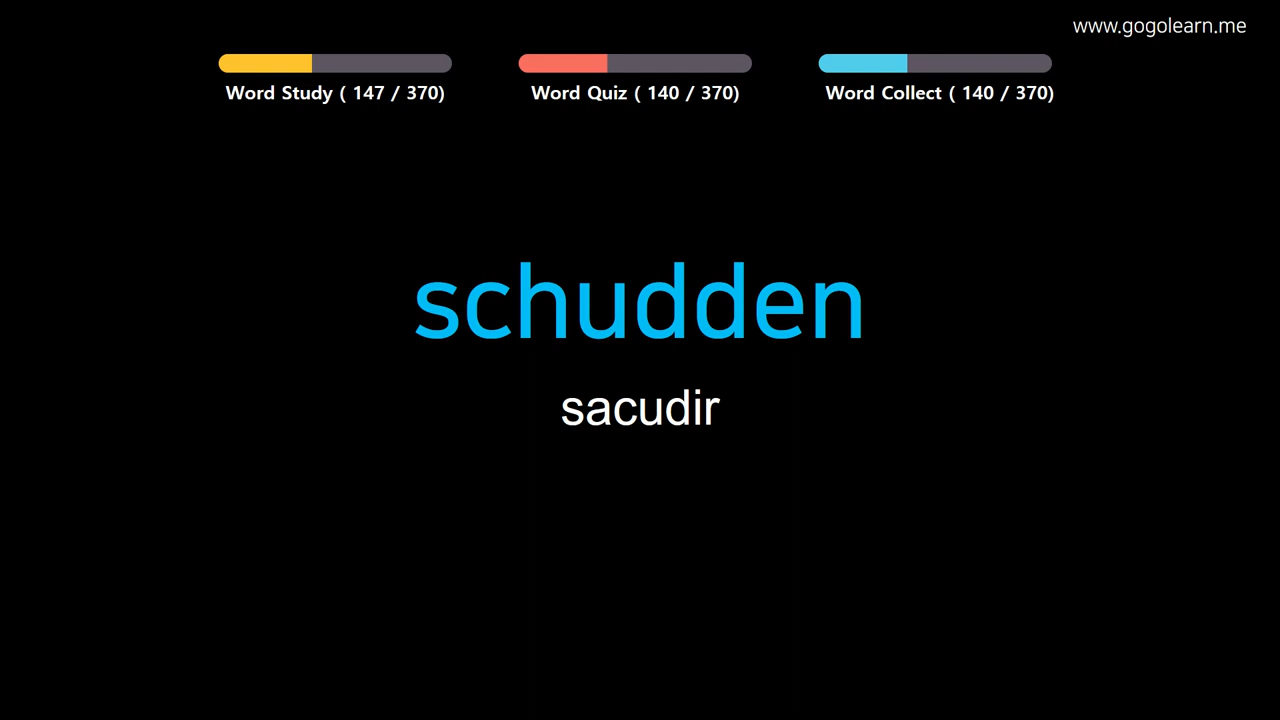 www.gogolearn.me
Word Study ( 147 / 370)
Word Quiz ( 140 / 370)
Word Collect ( 140 / 370)
schudden
sacudir